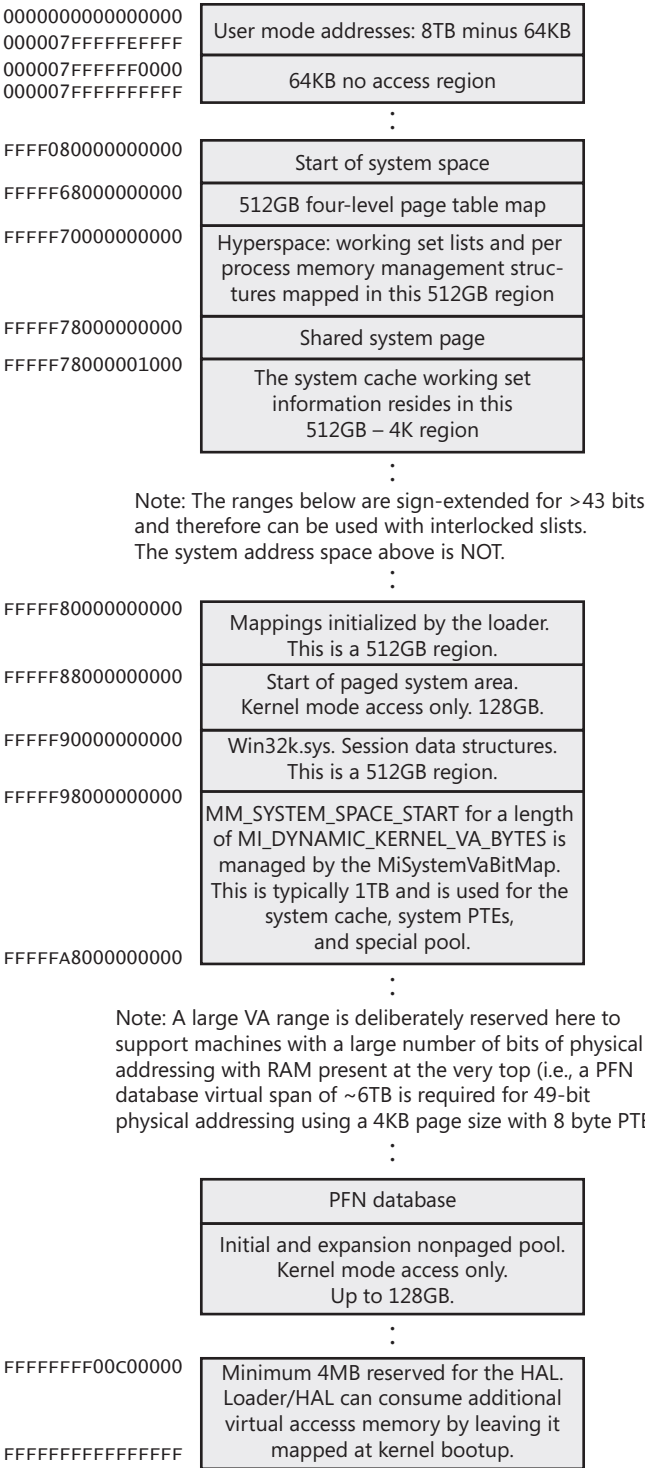 0000000000000000
000007FFFFFEFFFF
User mode addresses: 8TB minus 64KB
000007FFFFFF0000
000007FFFFFFFFFF
64KB no access region
FFFF080000000000
Start of system space
FFFFF68000000000
512GB four-level page table map
FFFFF70000000000
Hyperspace: working set lists and per
process memory management struc-
tures mapped in this 512GB region
FFFFF78000000000
Shared system page
FFFFF78000001000
The system cache working set
information resides in this
512GB – 4K region
Note: The ranges below are sign-extended for >43 bits
and therefore can be used with interlocked slists.
The system address space above is NOT.
FFFFF80000000000
Mappings initialized by the loader.
This is a 512GB region.
FFFFF88000000000
Start of paged system area.
Kernel mode access only. 128GB.
FFFFF90000000000
Win32k.sys. Session data structures.
This is a 512GB region.
FFFFF98000000000
MM_SYSTEM_SPACE_START for a length
of MI_DYNAMIC_KERNEL_VA_BYTES is
managed by the MiSystemVaBitMap.
This is typically 1TB and is used for the
system cache, system PTEs,
and special pool.
FFFFFA8000000000
Note: A large VA range is deliberately reserved here to
support machines with a large number of bits of physical
addressing with RAM present at the very top (i.e., a PFN
database virtual span of ~6TB is required for 49-bit
physical addressing using a 4KB page size with 8 byte PTE
PFN database
Initial and expansion nonpaged pool.
Kernel mode access only.
Up to 128GB.
FFFFFFFF00C00000
Minimum 4MB reserved for the HAL.
Loader/HAL can consume additional
virtual accesss memory by leaving it
mapped at kernel bootup.
FFFFFFFFFFFFFFFF